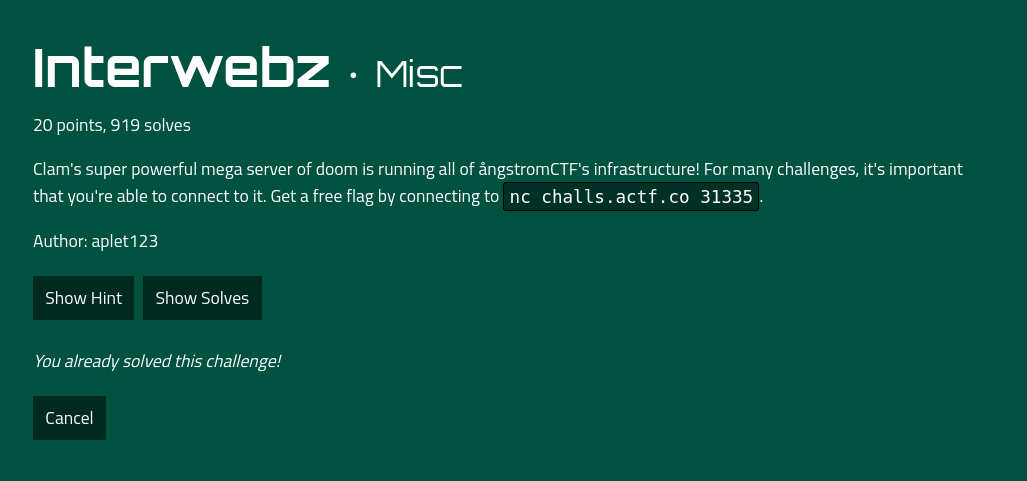 Interwebz · Misc
20 points, 919 solves
Clam's super powerful mega server of doom is running all of ångstromCTF's infrastructure! For many challenges, it's important
that you're able to connect to it. Get a free flag by connecting to nc challs.actf.co 31335.
Author: aplet123
Show Hint Show Solves
You already solved this challenge!
Cancel